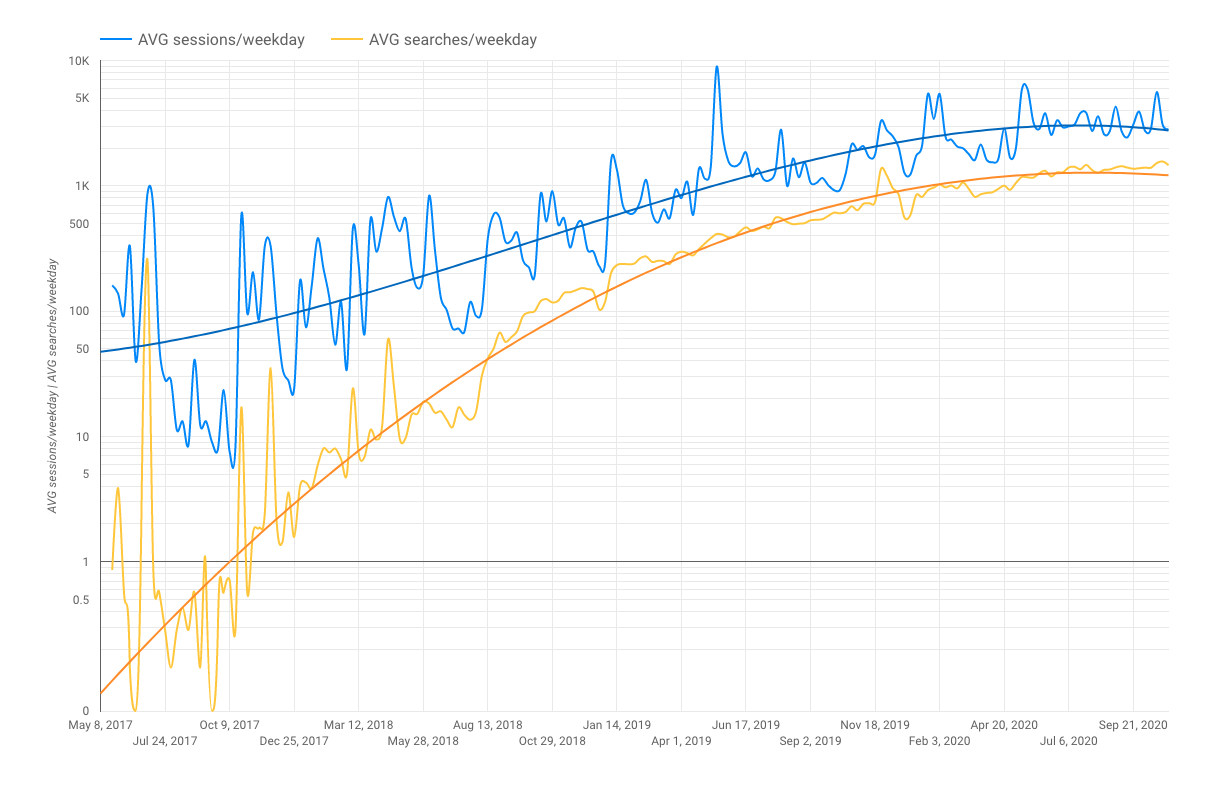 AVG sessions/weekday AVG searches/weekday
10K
5K
1K
500
100
50
10
5
1
0.5
0
AVG sessions/weekday | AVG searches/weekday
May 8, 2017 Oct 9, 2017 Mar 12, 2018 Aug 13, 2018 Jan 14, 2019 Jun 17, 2019 Nov 18, 2019 Apr 20, 2020 Sep 21, 2020
Jul 24, 2017 Dec 25, 2017 May 28, 2018 Oct 29, 2018 Apr 1, 2019 Sep 2, 2019 Feb 3, 2020 Jul 6, 2020